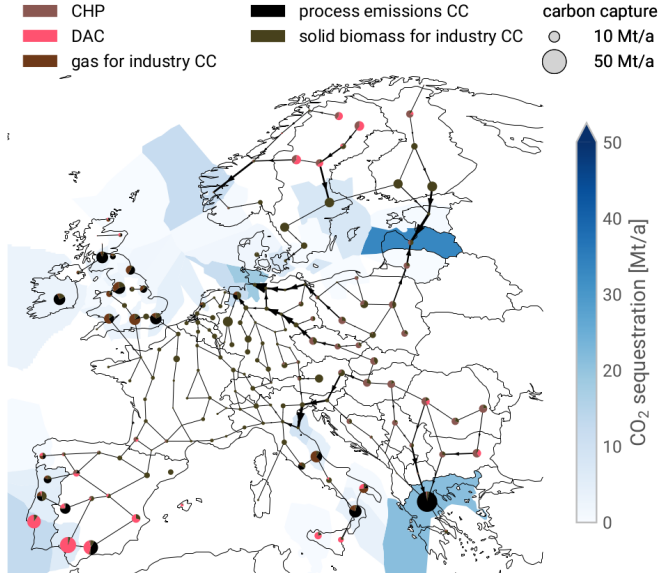 CHP
DAC
gas for industry CC
process emissions CC
solid biomass for industry CC
carbon capture
10 Mt/a
50 Mt/a
50
40
30
20
10
0
CO₂ sequestration [Mt/a]